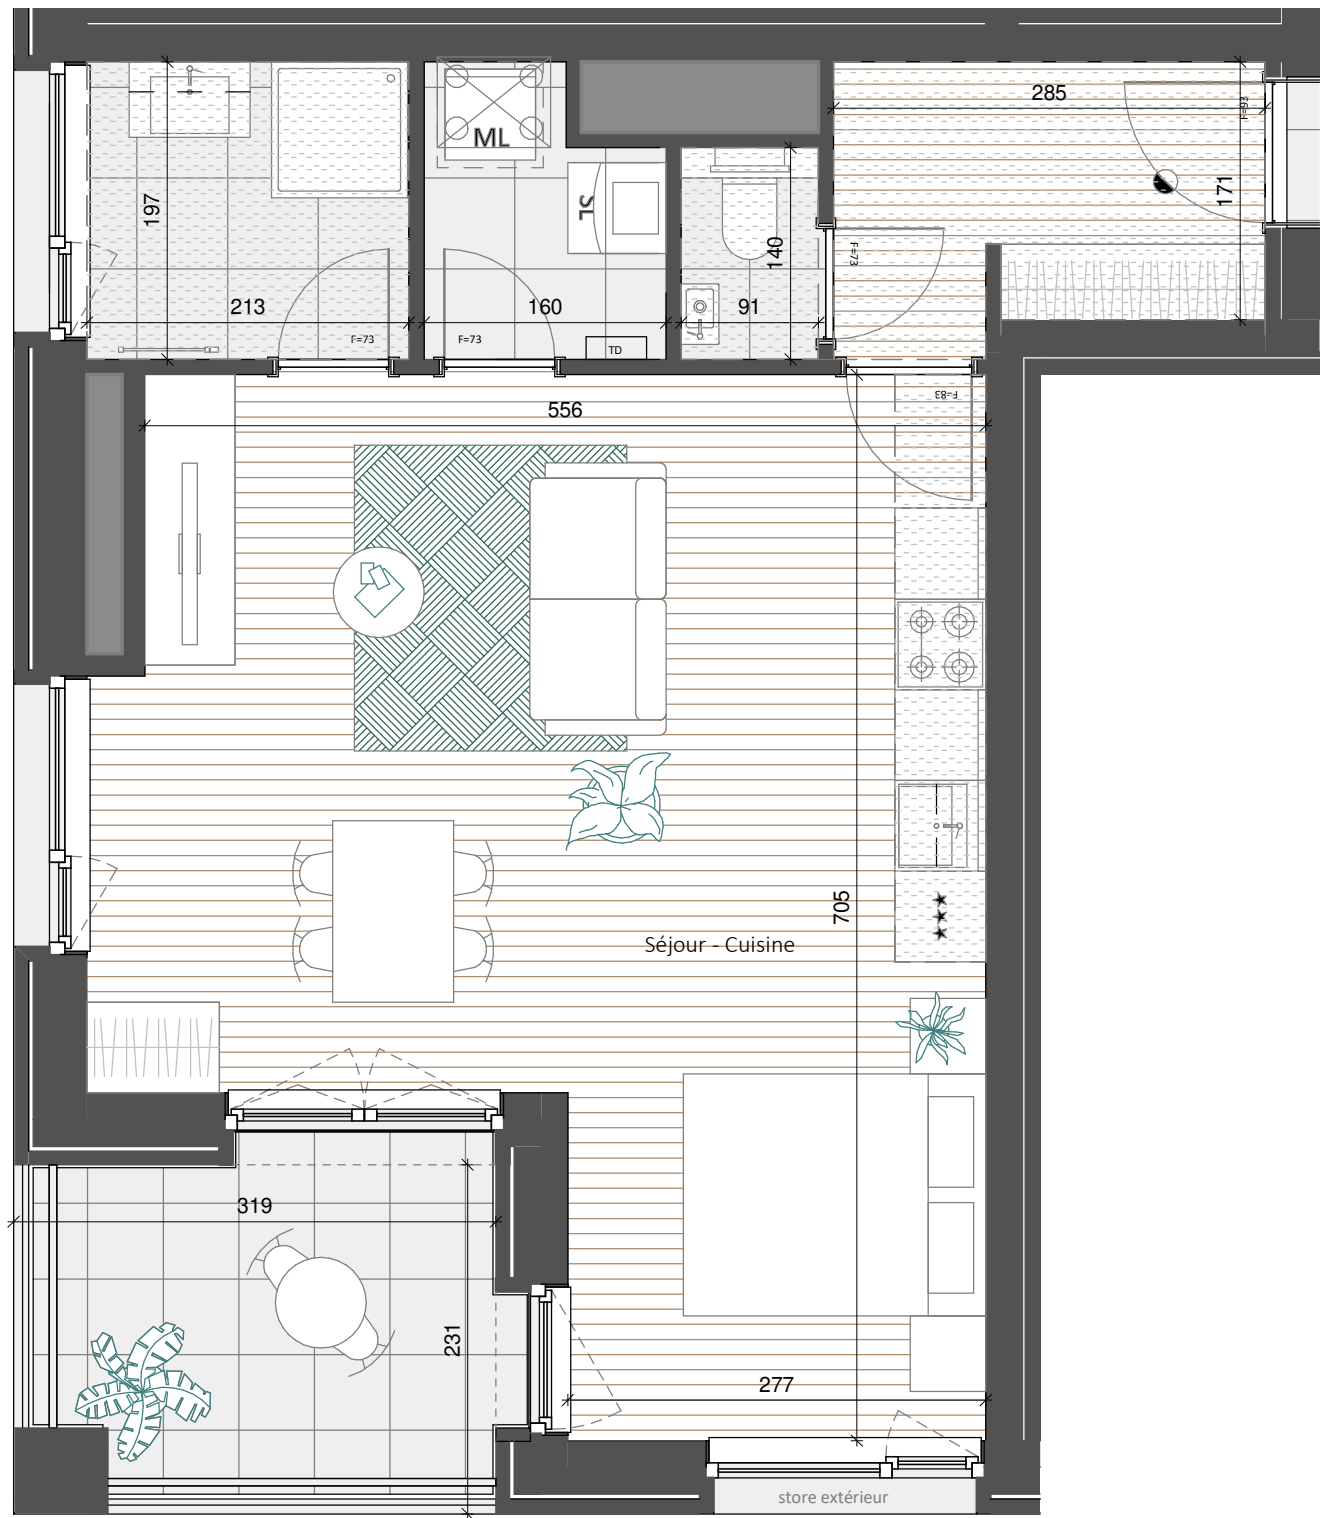 285
F=93
ML
197
SL
171
140
F=73
213
160
91
F=73
F=73
TD
F=83
556
705
Séjour - Cuisine
319
231
277
store extérieur